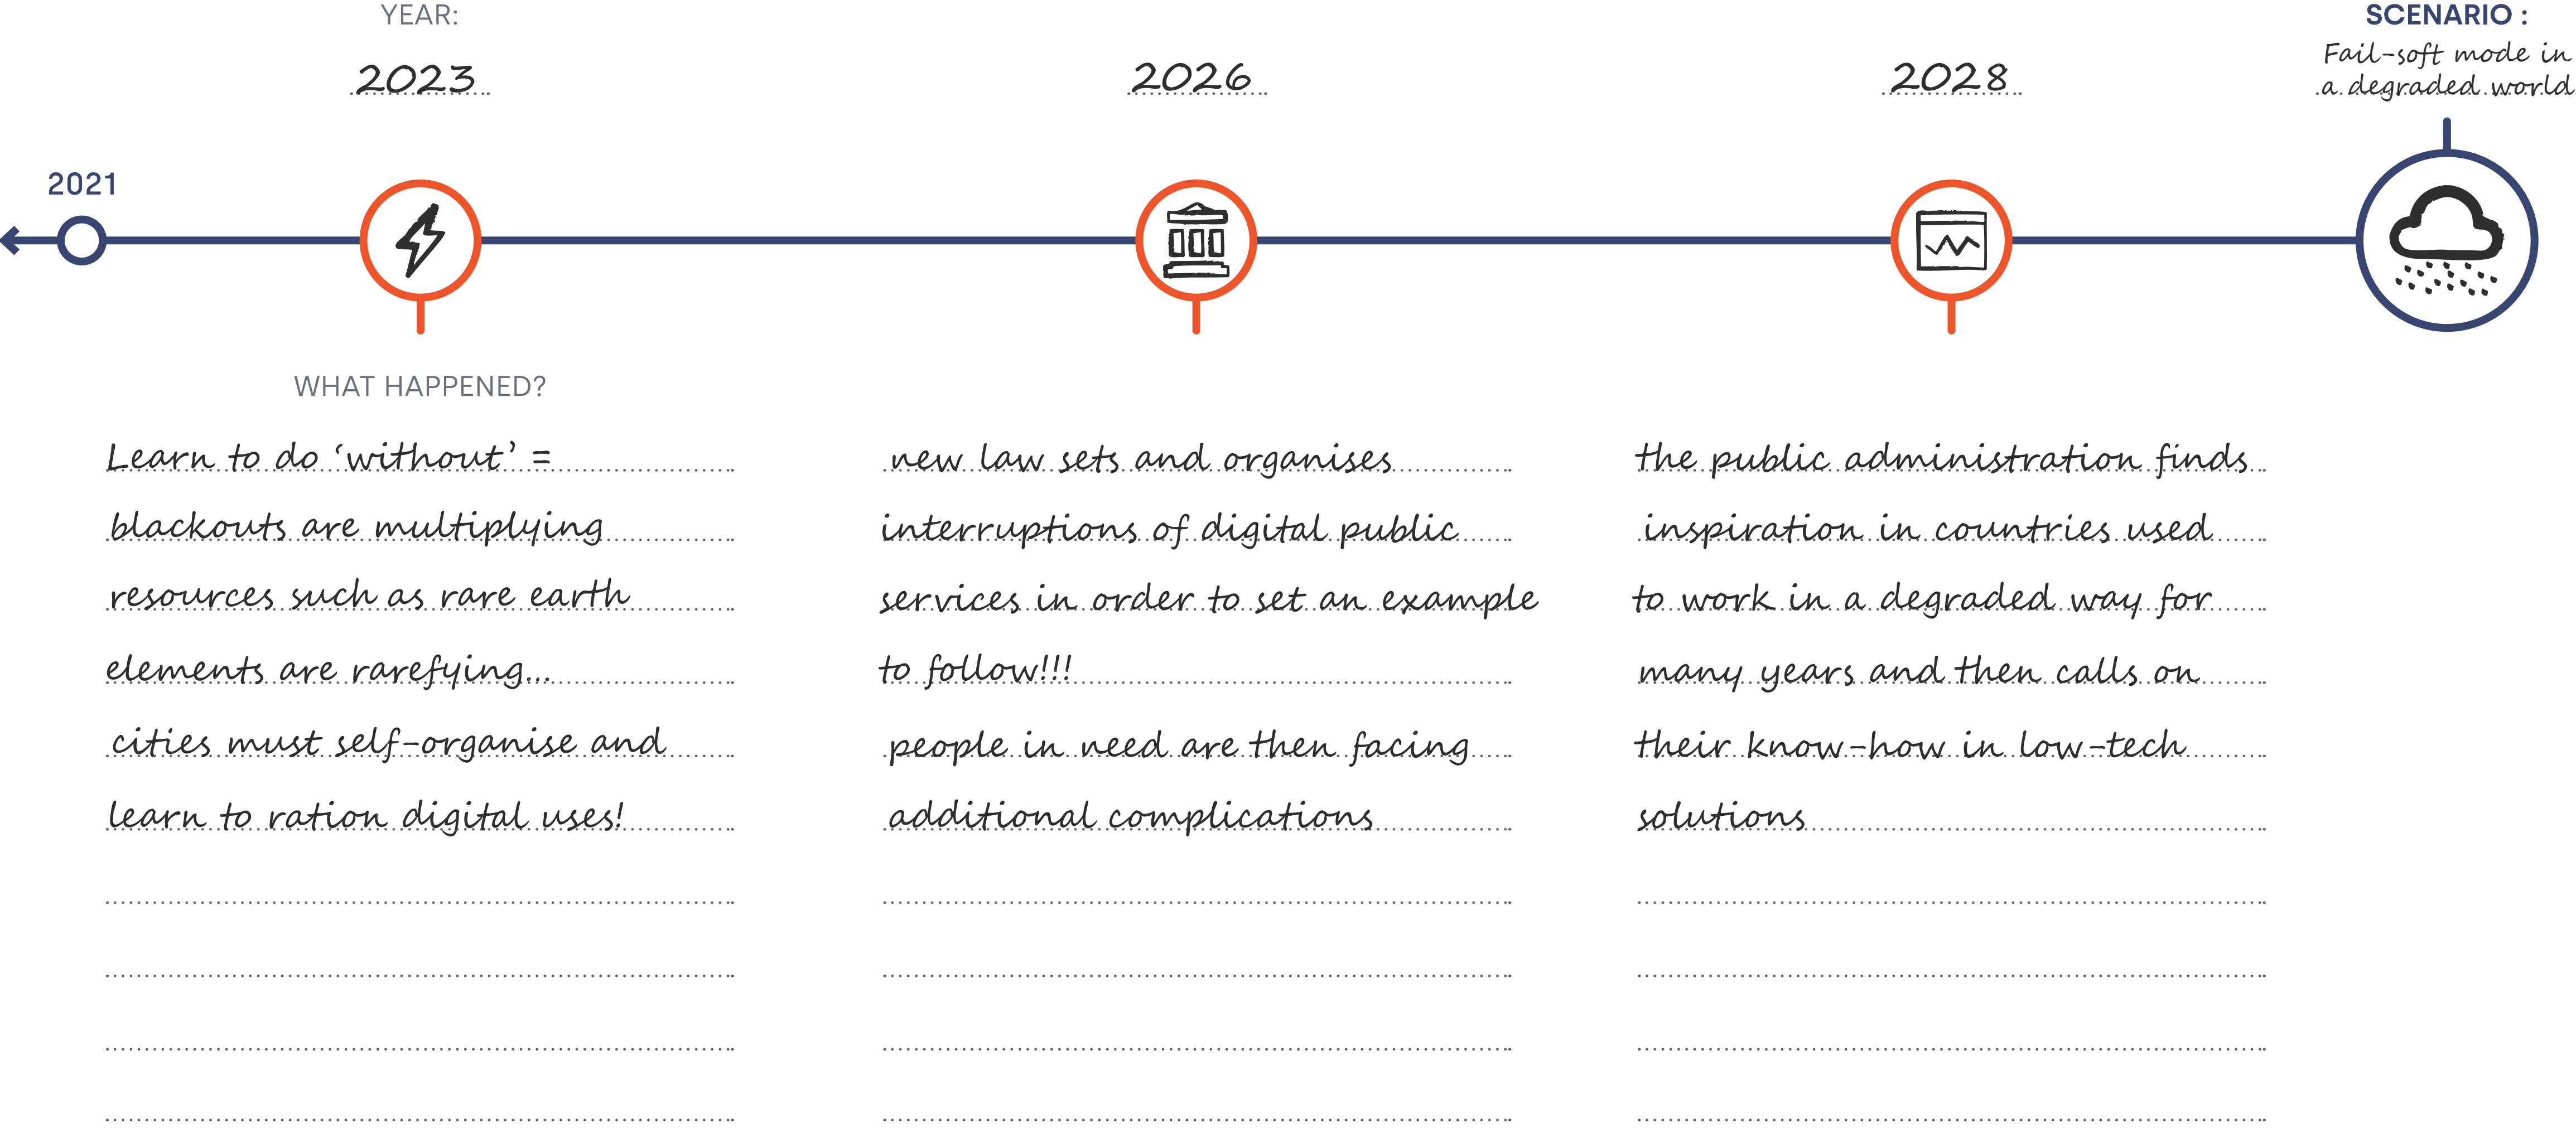 YEAR:
2023
2026
2028
SCENARIO :
Fail-soft mode in
a degraded world
2021
WHAT HAPPENED?
Learn to do ‘without’ =
blackouts are multiplying
resources such as rare earth
elements are rarefying...
cities must self-organise and
learn to ration digital uses!
new law sets and organises
interruptions of digital public
services in order to set an example
to follow!!!
people in need are then facing
additional complications
the public administration finds
inspiration in countries used
to work in a degraded way for
many years and then calls on
their know-how in low-tech
solutions